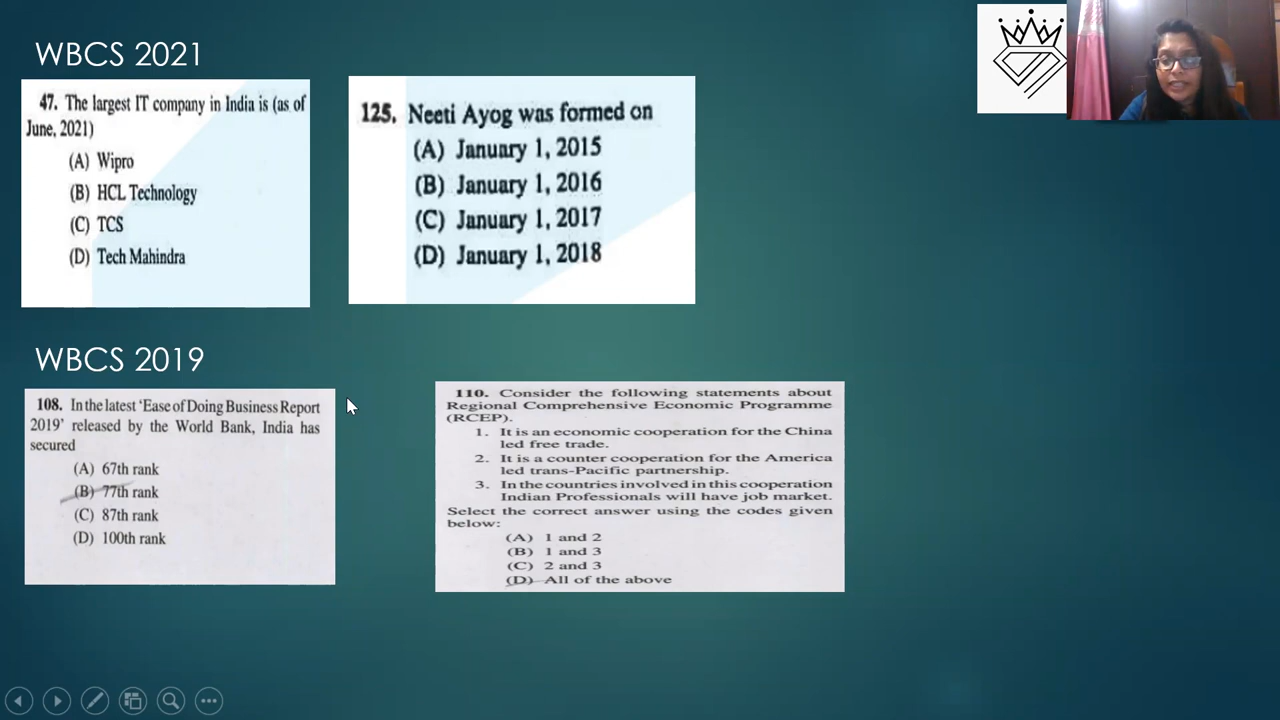 WBCS 2021
47. The largest IT company in India is (as of
June, 2021)
(A) Wipro
(B) HCL Technology
(C) TCS
(D) Tech Mahindra
125. Neeti Ayog was formed on
(A) January 1, 2015
(B) January 1, 2016
(C) January 1, 2017
(D) January 1, 2018
WBCS 2019
108. In the latest 'Ease of Doing Business Report
2019' released by the World Bank, India has
secured
(A) 67th rank
(B) 77th rank
(C) 87th rank
(D) 100th rank
110. Consider the following statements about
Regional Comprehensive Economic Programme
(RCEP).
1. It is an economic cooperation for the China
led free trade.
2. It is a counter cooperation for the America
led trans-Pacific partnership.
3. In the countries involved in this cooperation
Indian Professionals will have job market.
Select the correct answer using the codes given
below:
(A) 1 and 2
(B) 1 and 3
(C) 2 and 3
(D) All of the above